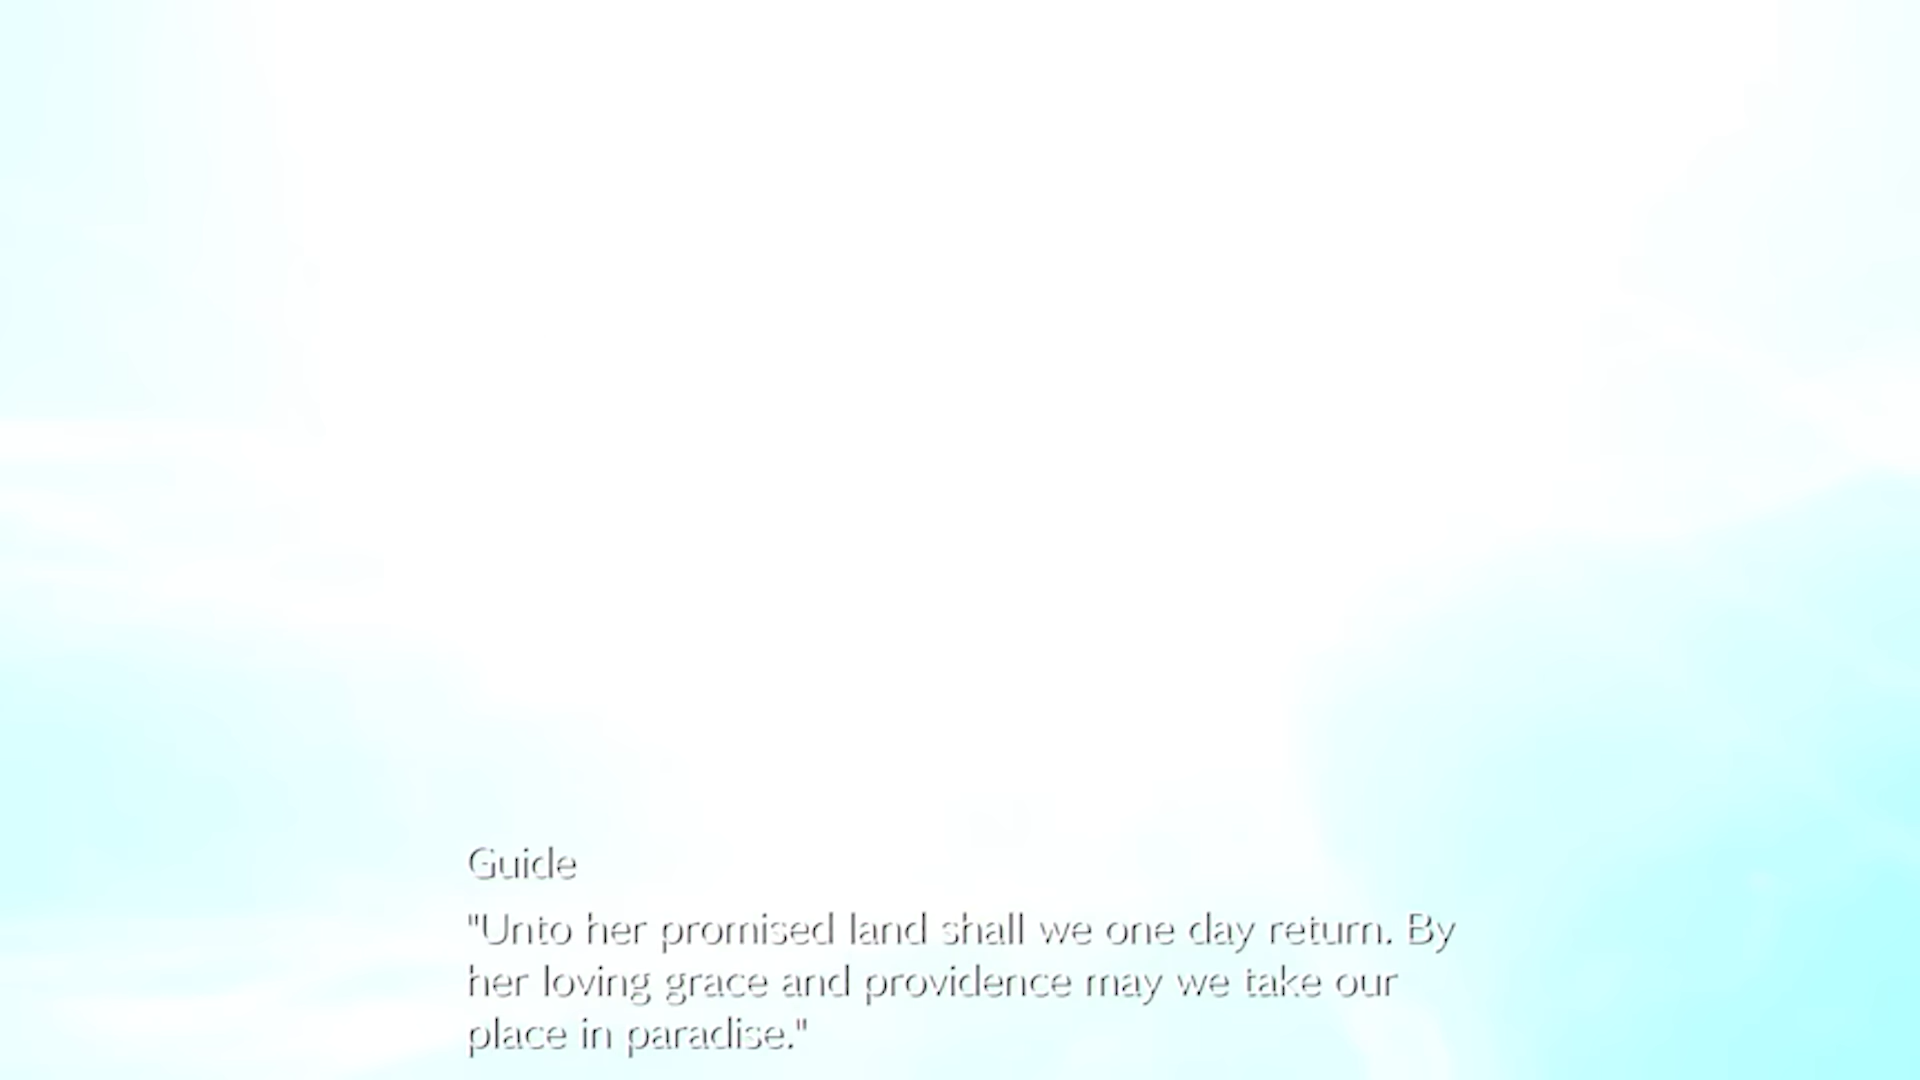 Guide
"Unto her promised land shall we one day return. By
her loving grace and providence may we take our
place in paradise."